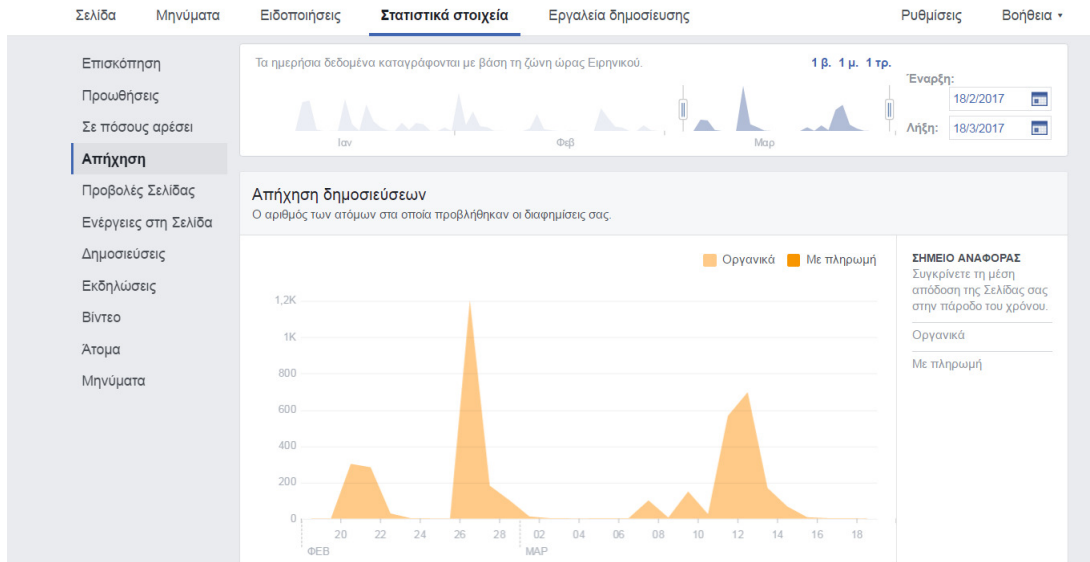 Σελίδα Μηνύματα Ειδοποιήσεις Στατιστικά στοιχεία Εργαλεία δημοσίευσης Ρυθμίσεις Βοήθεια
Επισκόπηση
Προωθήσεις
Σε πόσους αρέσει
Απήχηση
Προβολές Σελίδας
Ενέργειες στη Σελίδα
Δημοσιεύσεις
Εκδηλώσεις
Βίντεο
Άτομα
Μηνύματα
Τα ημερήσια δεδομένα καταγράφονται με βάση τη ζώνη ώρας Ειρηνικού. 1 β. 1 μ. 1 τρ.
Έναρξη:
18/2/2017
Λήξη: 18/3/2017
Ιαν Φεβ Μαρ
Απήχηση δημοσιεύσεων
Ο αριθμός των ατόμων στα οποία προβλήθηκαν οι διαφημίσεις σας.
Οργανικά Με πληρωμή
1,2K
1K
800
600
400
200
0
20 22 24 26 28 02 04 06 08 10 12 14 16 18
ΦΕΒ ΜΑΡ
ΣΗΜΕΙΟ ΑΝΑΦΟΡΑΣ
Συγκρίνετε τη μέση
απόδοση της Σελίδας σας
στην πάροδο του χρόνου.
Οργανικά
Με πληρωμή